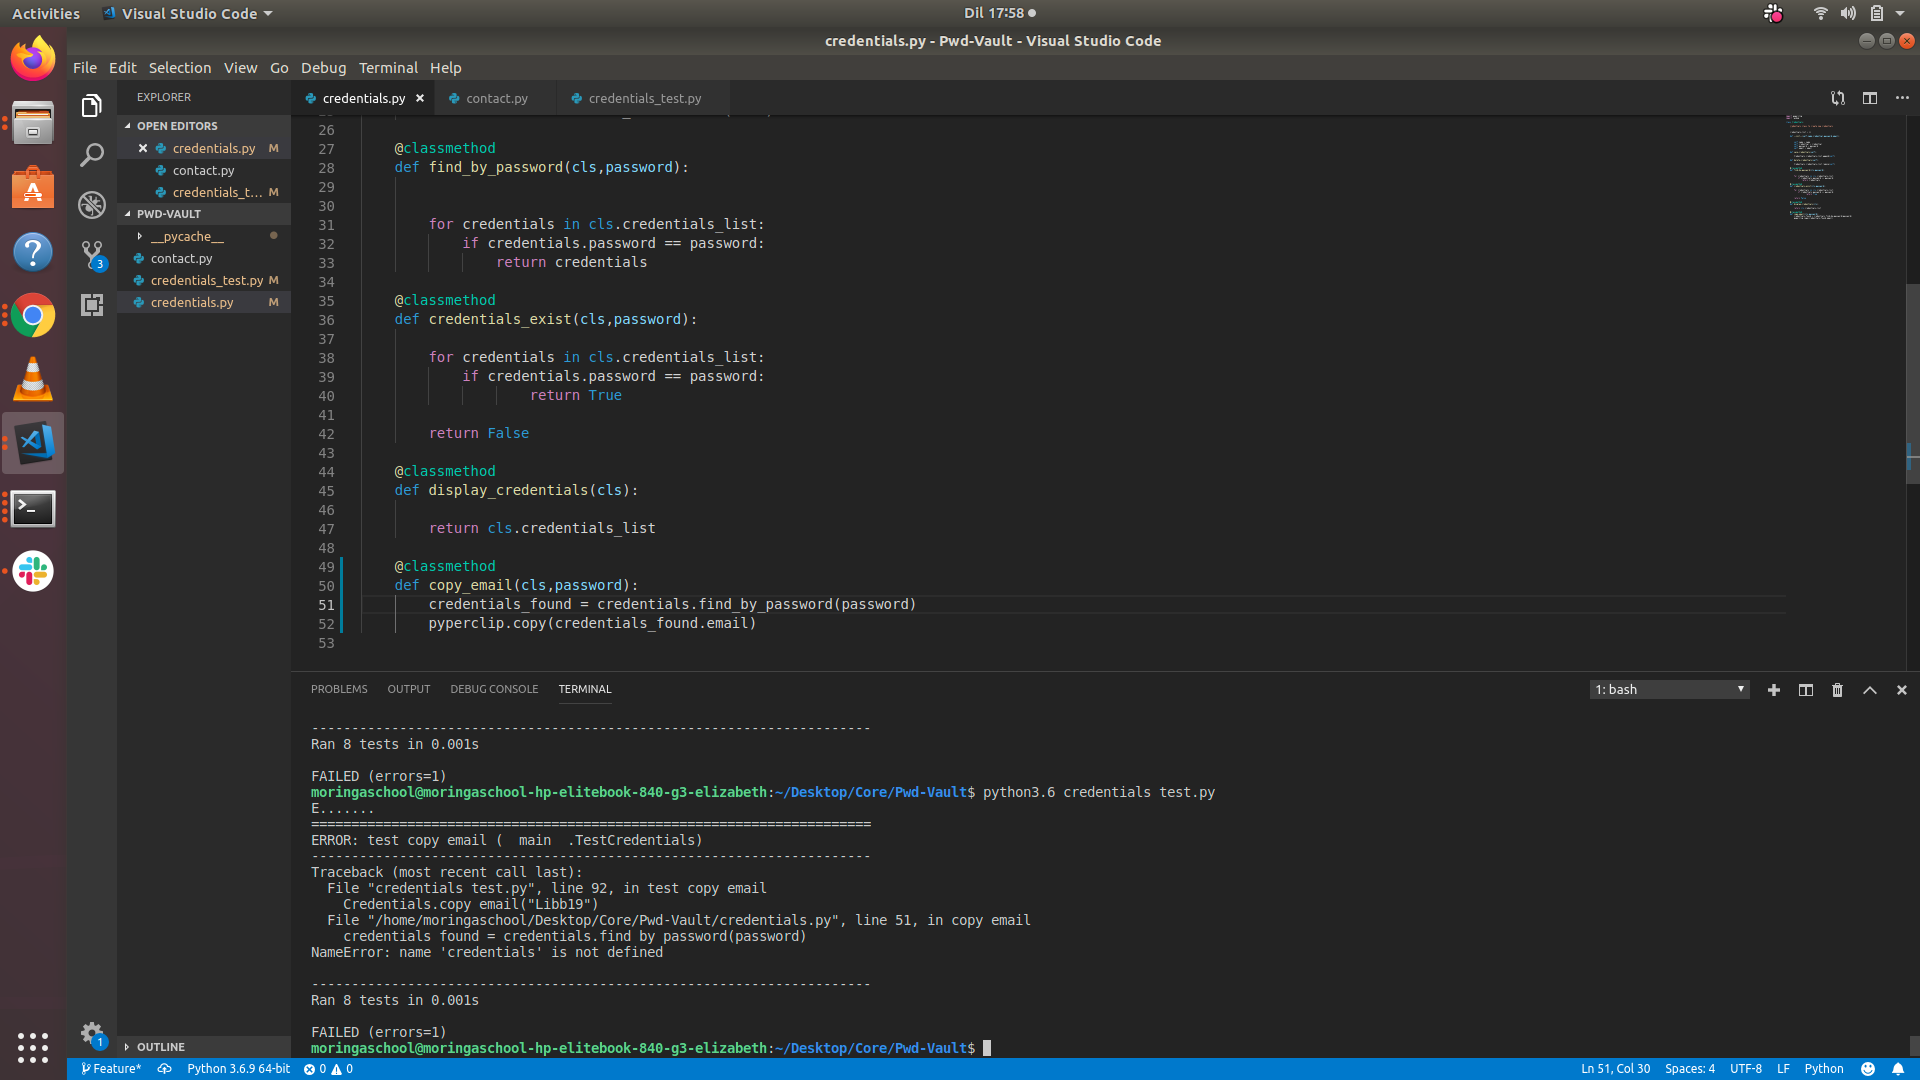 Activities
Visual Studio Code
Dil 17:58
credentials.py - Pwd-Vault - Visual Studio Code
File Edit Selection View Go Debug Terminal Help
EXPLORER
OPEN EDITORS
credentials.py M
contact.py
credentials_t... M
PWD-VAULT
__pycache__
contact.py
credentials_test.py M
credentials.py M
OUTLINE
3
1
credentials.py
contact.py
credentials_test.py
26
27 @classmethod
28 def find_by_password(cls,password):
29
30
31 for credentials in cls.credentials_list:
32 if credentials.password == password:
33 return credentials
34
35 @classmethod
36 def credentials_exist(cls,password):
37
38 for credentials in cls.credentials_list:
39 if credentials.password == password:
40 return True
41
42 return False
43
44 @classmethod
45 def display_credentials(cls):
46
47 return cls.credentials_list
48
49 @classmethod
50 def copy_email(cls,password):
51 credentials_found = credentials.find_by_password(password)
52 pyperclip.copy(credentials_found.email)
53
PROBLEMS OUTPUT DEBUG CONSOLE TERMINAL
1: bash
----------------------------------------------------------------------
Ran 8 tests in 0.001s
FAILED (errors=1)
moringaschool@moringaschool-hp-elitebook-840-g3-elizabeth:~/Desktop/Core/Pwd-Vault$ python3.6 credentials test.py
E.......
======================================================================
ERROR: test copy email (  main  .TestCredentials)
----------------------------------------------------------------------
Traceback (most recent call last):
File "credentials test.py", line 92, in test copy email
Credentials.copy email("Libb19")
File "/home/moringaschool/Desktop/Core/Pwd-Vault/credentials.py", line 51, in copy email
credentials found = credentials.find by password(password)
NameError: name 'credentials' is not defined
----------------------------------------------------------------------
Ran 8 tests in 0.001s
FAILED (errors=1)
moringaschool@moringaschool-hp-elitebook-840-g3-elizabeth:~/Desktop/Core/Pwd-Vault$
Feature* Python 3.6.9 64-bit 0 0 Ln 51, Col 30 Spaces: 4 UTF-8 LF Python